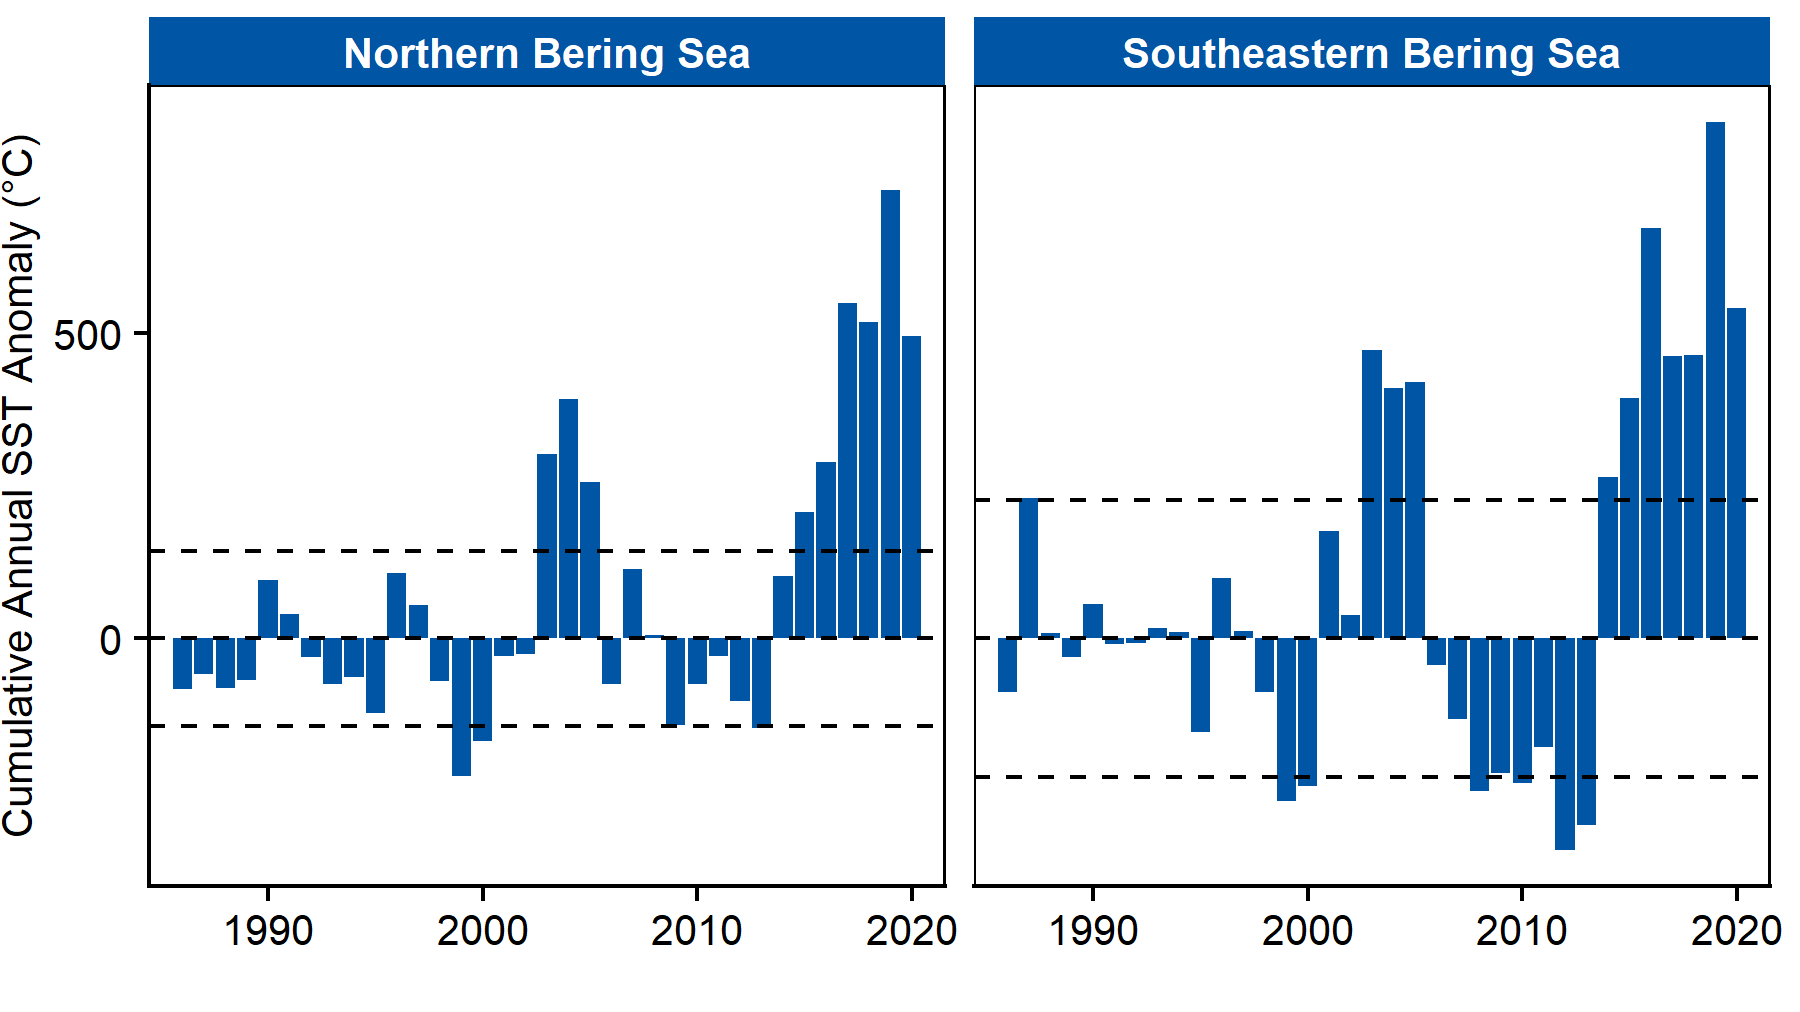 Northern Bering Sea
Southeastern Bering Sea
Cumulative Annual SST Anomaly (°C)
500
0
1990 2000 2010 2020
1990 2000 2010 2020